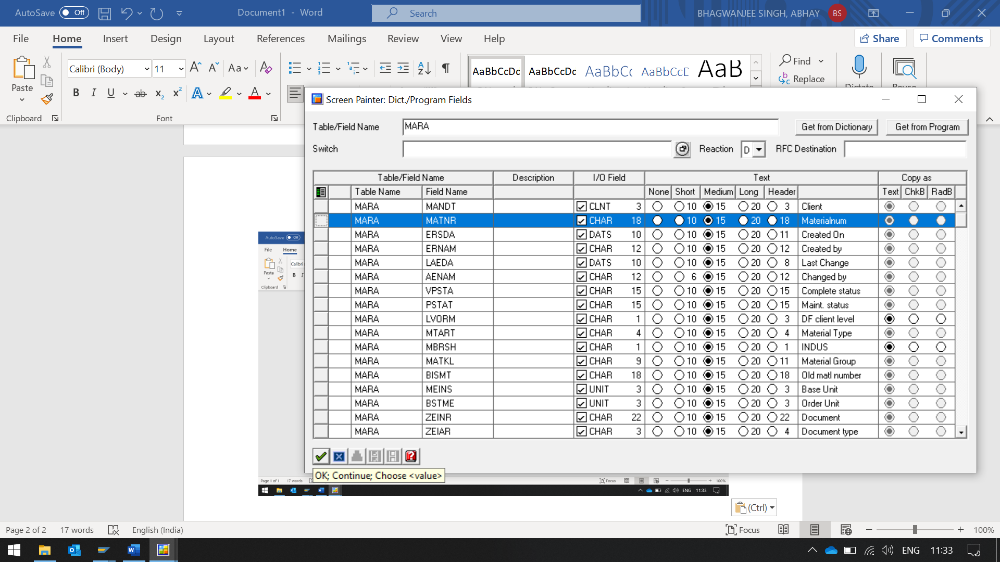 AutoSave Off Document1 - Word Search BHAGWANJEE SINGH, ABHAY BS
File Home Insert Design Layout References Mailings Review View Help Share Comments
Calibri (Body) 11 Aa AaBbCcDc AaBbCcDc AaBbCc AaBbCcD AaB Find
Paste Replace
B I U ab x₂ x² A A
Clipboard Font
Screen Painter: Dict./Program Fields
Table/Field Name MARA Get from Dictionary Get from Program
Switch Reaction D RFC Destination
Table/Field Name Description I/O Field Text Copy as
Table Name Field Name None Short Medium Long Header Text ChkB RadB
MARA MANDT CLNT 3 10 15 20 3 Client
MARA MATNR CHAR 18 10 15 20 18 Materialnum
MARA ERSDA DATS 10 10 15 20 11 Created On
MARA ERNAM CHAR 12 10 15 20 12 Created by
MARA LAEDA DATS 10 10 15 20 8 Last Change
MARA AENAM CHAR 12 6 15 20 12 Changed by
MARA VPSTA CHAR 15 10 15 20 15 Complete status
MARA PSTAT CHAR 15 10 15 20 15 Maint. status
MARA LVORM CHAR 1 10 15 20 3 DF client level
MARA MTART CHAR 4 10 15 20 4 Material Type
MARA MBRSH CHAR 1 10 15 20 1 INDUS
MARA MATKL CHAR 9 10 15 20 11 Material Group
MARA BISMT CHAR 18 10 15 20 18 Old matl number
MARA MEINS UNIT 3 10 15 20 3 Base Unit
MARA BSTME UNIT 3 10 15 20 3 Order Unit
MARA ZEINR CHAR 22 10 15 20 22 Document
MARA ZEIAR CHAR 3 10 15 20 4 Document type
OK; Continue; Choose <value>
AutoSave Off
File Home
Calibri
Paste
B I
Clipboard
Page 1 of 1 17 words Focus 100%
ENG 11:33
(Ctrl)
Page 2 of 2 17 words English (India) Focus 100%
ENG 11:33